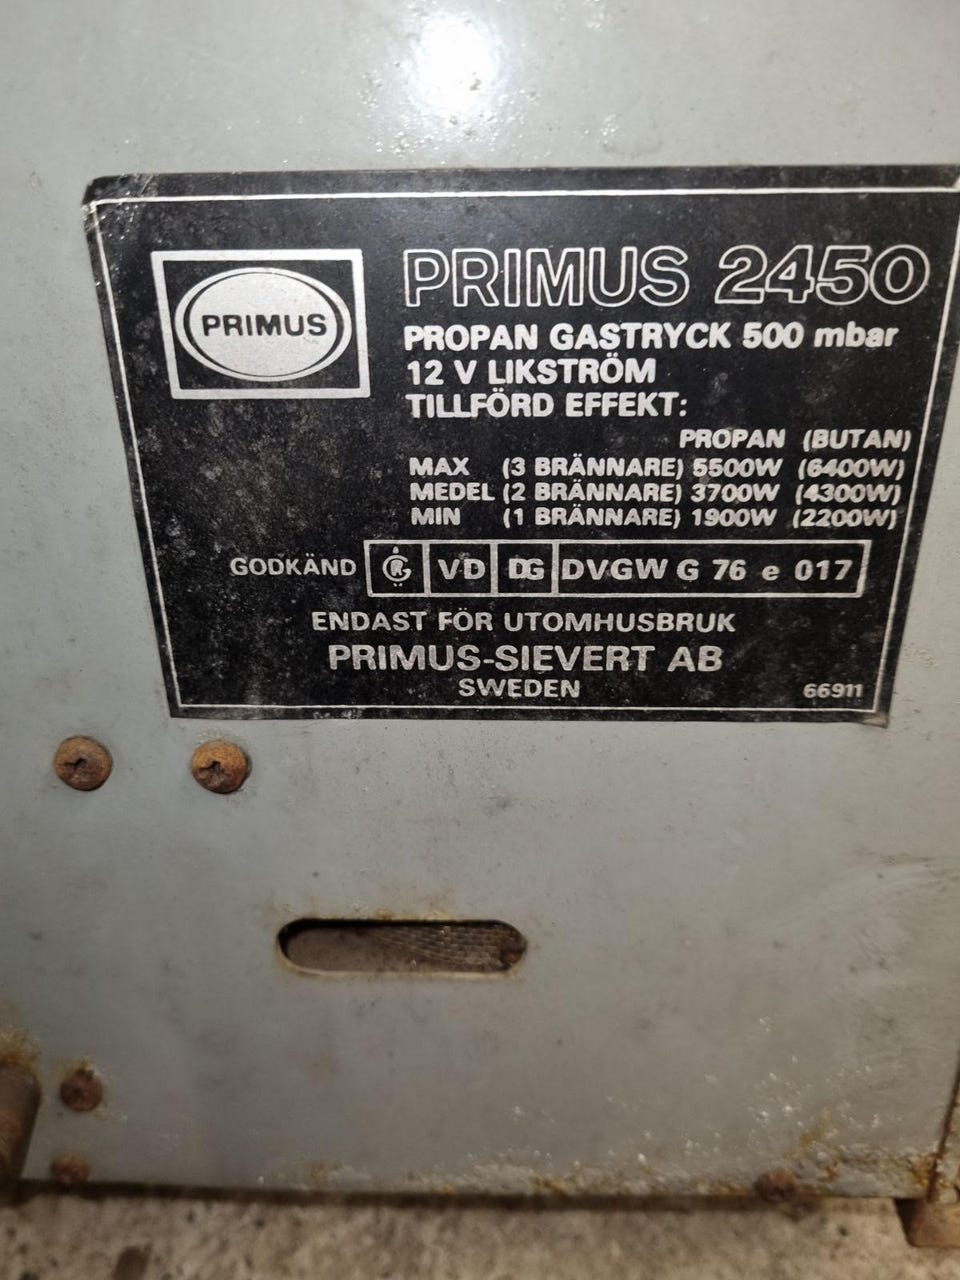 PRIMUS
PRIMUS 2450
PROPAN GASTRYCK 500 mbar
12 V LIKSTRÖM
TILLFÖRD EFFEKT:
PROPAN (BUTAN)
MAX (3 BRÄNNARE) 5500W (6400W)
MEDEL (2 BRÄNNARE) 3700W (4300W)
MIN (1 BRÄNNARE) 1900W (2200W)
GODKÄND VD DG DVGW G 76 e 017
ENDAST FÖR UTOMHUSBRUK
PRIMUS-SIEVERT AB
SWEDEN
66911